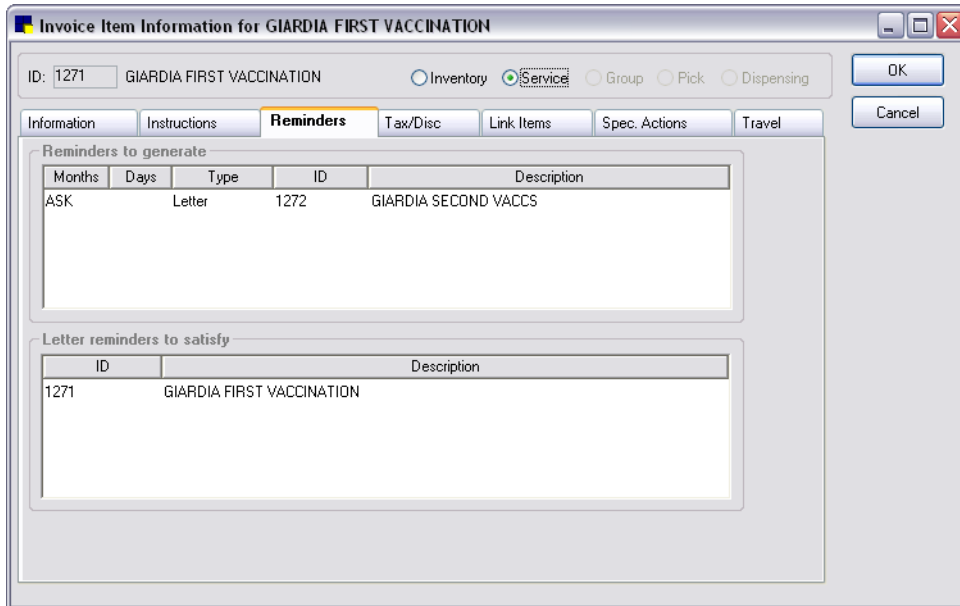 Invoice Item Information for GIARDIA FIRST VACCINATION
ID: 1271 GIARDIA FIRST VACCINATION Inventory Service Group Pick Dispensing OK
Cancel
Information Instructions Reminders Tax/Disc Link Items Spec. Actions Travel
Reminders to generate
Months Days Type ID Description
ASK Letter 1272 GIARDIA SECOND VACCS
Letter reminders to satisfy
ID Description
1271 GIARDIA FIRST VACCINATION